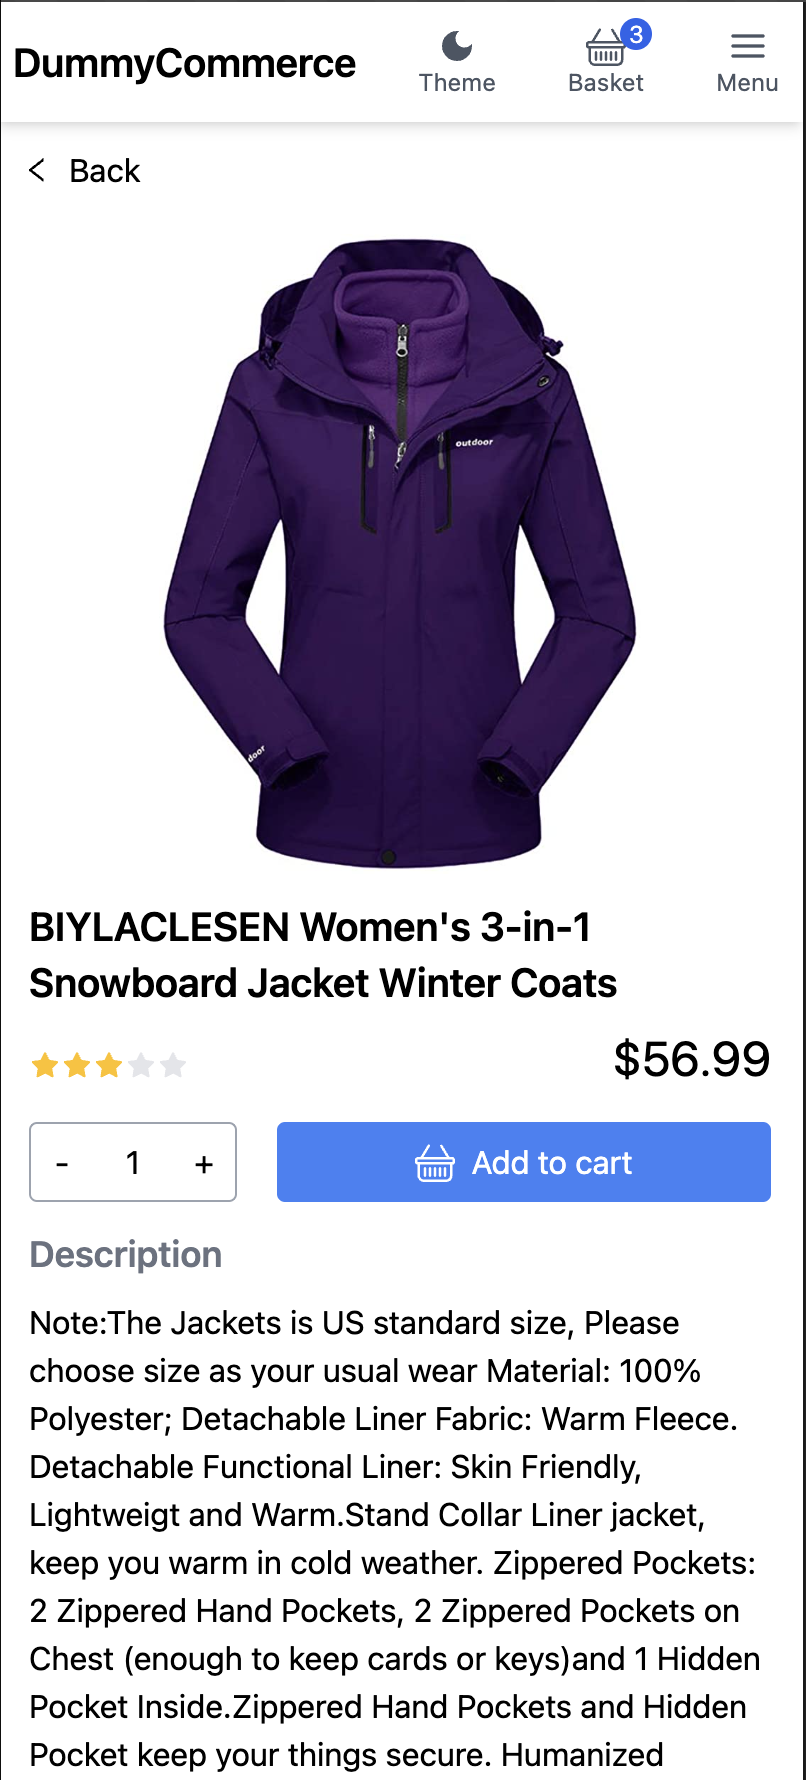 DummyCommerce
Theme
3
Basket
Menu
< Back
outdoor
door
BIYLACLESEN Women's 3-in-1
Snowboard Jacket Winter Coats
$56.99
- 1 +
Add to cart
Description
Note:The Jackets is US standard size, Please
choose size as your usual wear Material: 100%
Polyester; Detachable Liner Fabric: Warm Fleece.
Detachable Functional Liner: Skin Friendly,
Lightweigt and Warm.Stand Collar Liner jacket,
keep you warm in cold weather. Zippered Pockets:
2 Zippered Hand Pockets, 2 Zippered Pockets on
Chest (enough to keep cards or keys)and 1 Hidden
Pocket Inside.Zippered Hand Pockets and Hidden
Pocket keep your things secure. Humanized